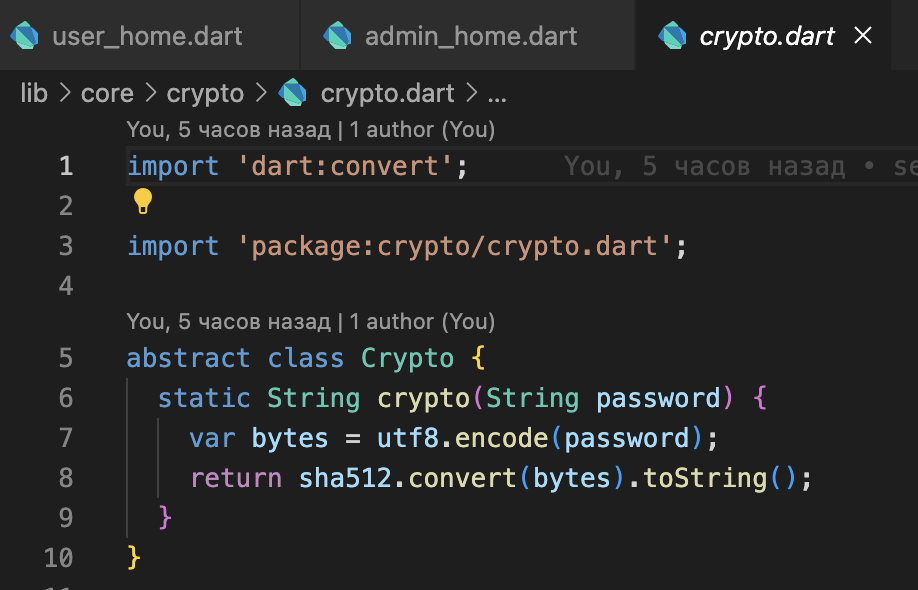 user_home.dart admin_home.dart crypto.dart
lib > core > crypto > crypto.dart > ...
You, 5 часов назад | 1 author (You)
1 import 'dart:convert'; You, 5 часов назад •
2
3 import 'package:crypto/crypto.dart';
4
You, 5 часов назад | 1 author (You)
5 abstract class Crypto {
6 static String crypto(String password) {
7 var bytes = utf8.encode(password);
8 return sha512.convert(bytes).toString();
9 }
10 }